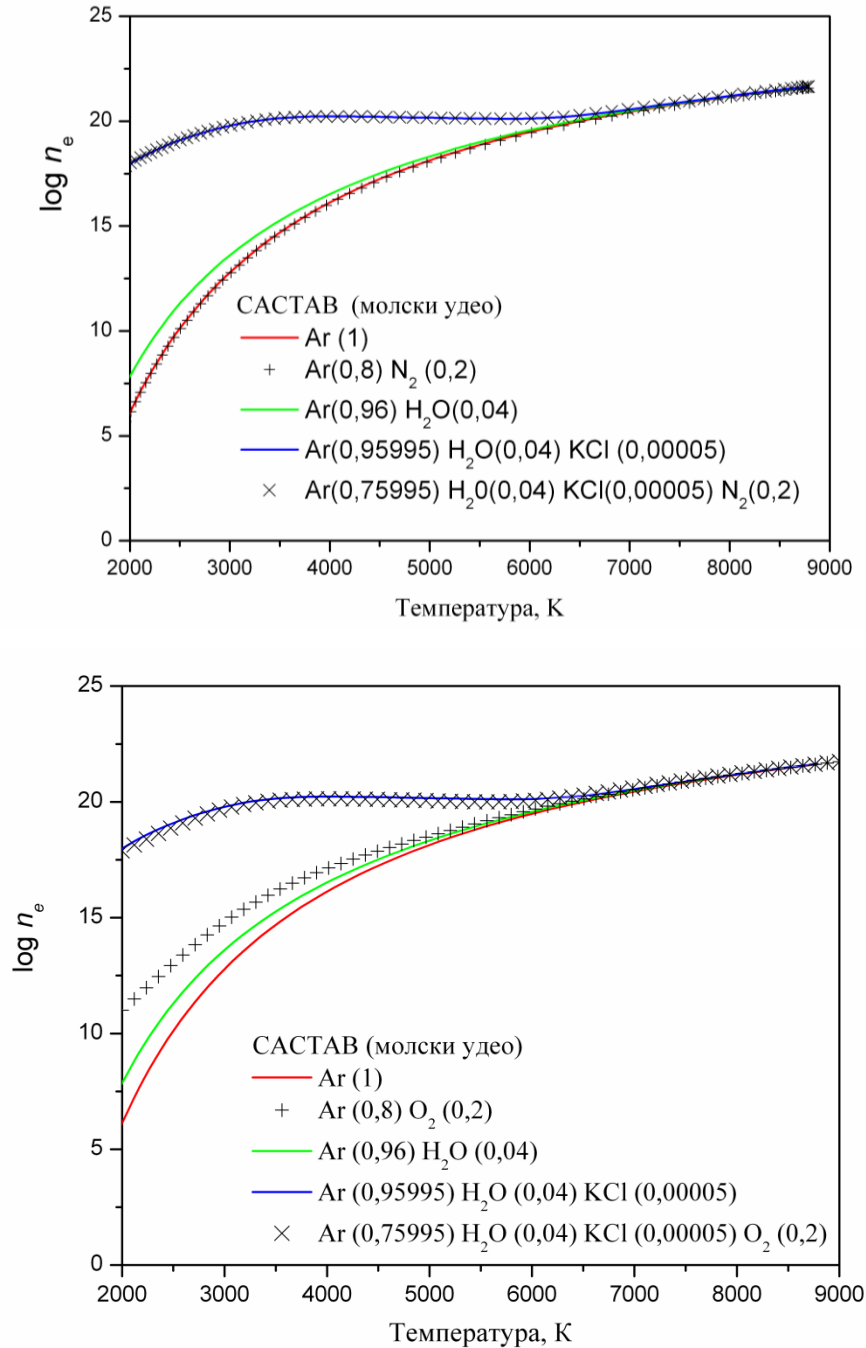 25
20
15
10
5
0
log n_e
САСТАВ (молски удео)
Ar (1)
Ar(0,8) N₂ (0,2)
Ar(0,96) H₂O(0,04)
Ar(0,95995) H₂O(0,04) KCl (0,00005)
Ar(0,75995) H₂0(0,04) KCl(0,00005) N₂(0,2)
2000 3000 4000 5000 6000 7000 8000 9000
Температура, К
25
20
15
10
5
0
log n_e
САСТАВ (молски удео)
Ar (1)
Ar (0,8) O₂ (0,2)
Ar (0,96) H₂O (0,04)
Ar (0,95995) H₂O (0,04) KCl (0,00005)
Ar (0,75995) H₂O (0,04) KCl (0,00005) O₂ (0,2)
2000 3000 4000 5000 6000 7000 8000 9000
Температура, К